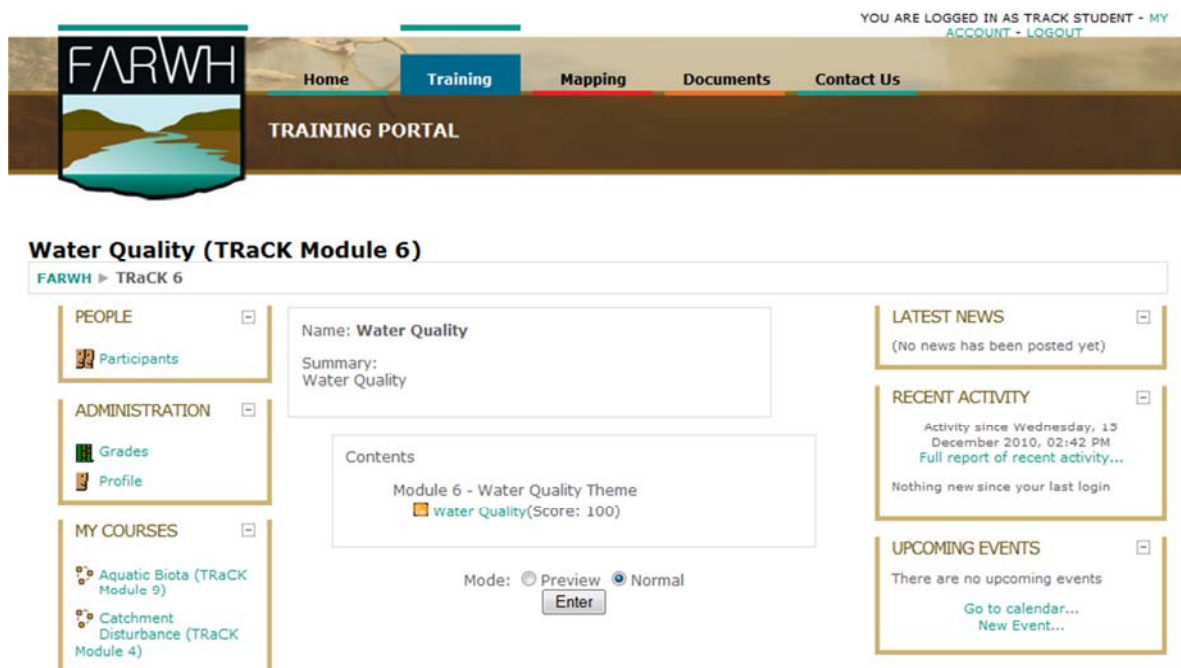 YOU ARE LOGGED IN AS TRACK STUDENT - MY
ACCOUNT - LOGOUT
FARWH
Home
Training
Mapping
Documents
Contact Us
TRAINING PORTAL
Water Quality (TRaCK Module 6)
FARWH ► TRaCK 6
PEOPLE
Participants
ADMINISTRATION
Grades
Profile
MY COURSES
Aquatic Biota (TRaCK
Module 9)
Catchment
Disturbance (TRaCK
Module 4)
Name: Water Quality
Summary:
Water Quality
Contents
Module 6 - Water Quality Theme
Water Quality(Score: 100)
Mode: Preview Normal
Enter
LATEST NEWS
(No news has been posted yet)
RECENT ACTIVITY
Activity since Wednesday, 15
December 2010, 02:42 PM
Full report of recent activity...
Nothing new since your last login
UPCOMING EVENTS
There are no upcoming events
Go to calendar...
New Event...